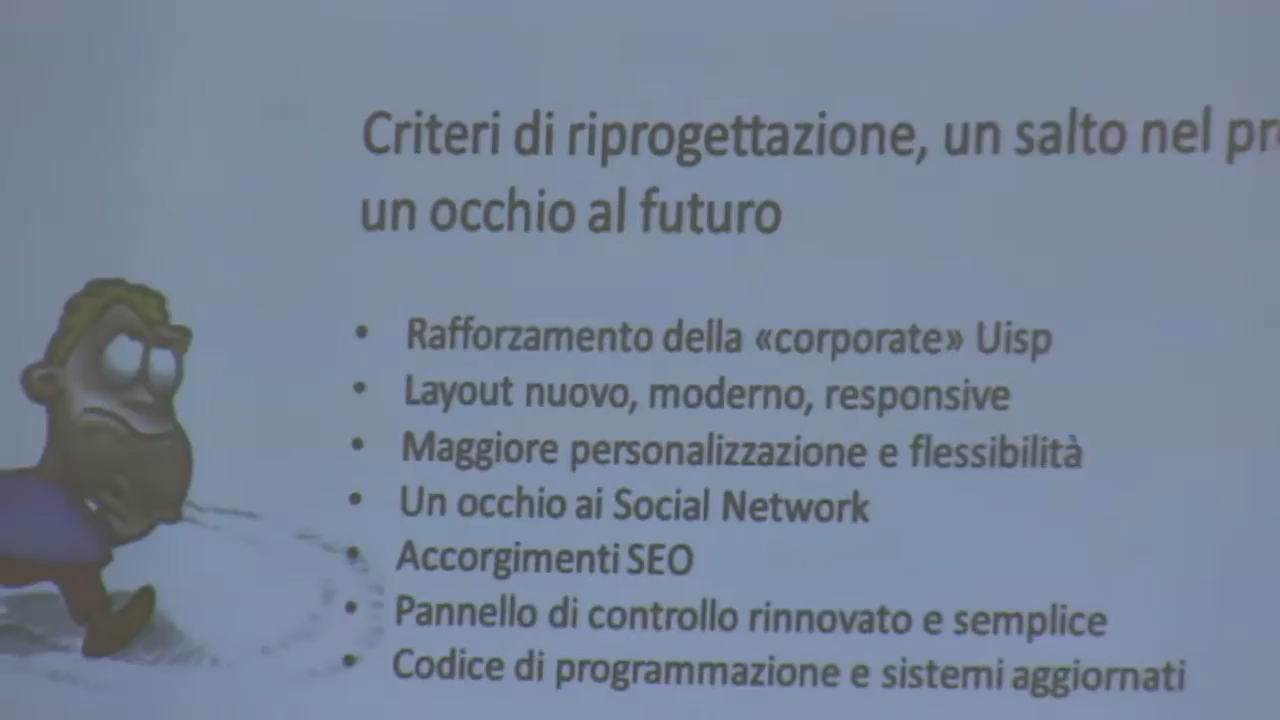 Criteri di riprogettazione, un salto nel
un occhio al futuro
• Rafforzamento della «corporate» Uisp
• Layout nuovo, moderno, responsive
• Maggiore personalizzazione e flessibilità
• Un occhio ai Social Network
• Accorgimenti SEO
• Pannello di controllo rinnovato e semplice
• Codice di programmazione e sistemi aggiornati